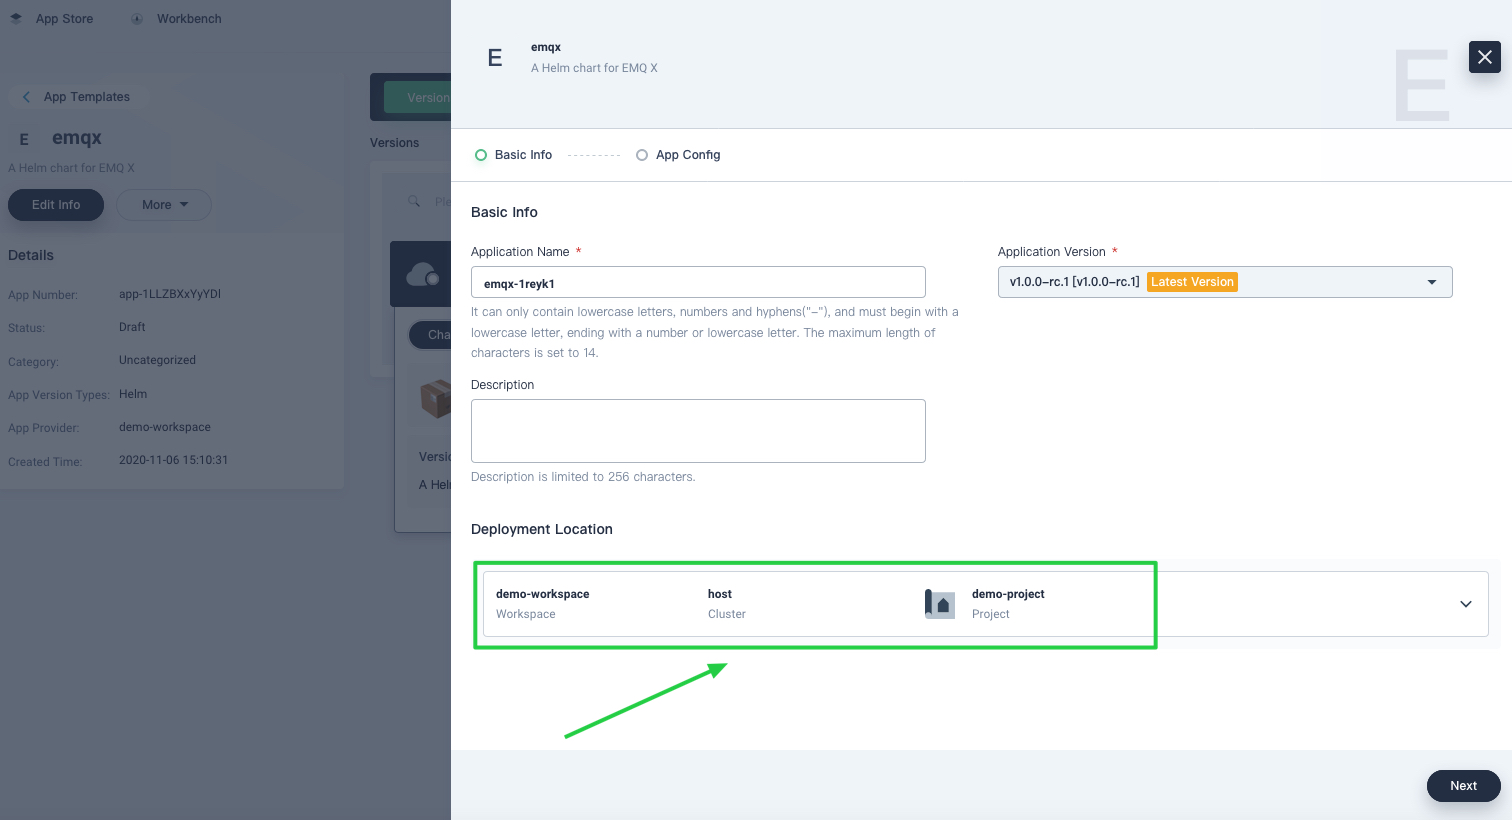 App Store
Workbench
App Templates
E
emqx
A Helm chart for EMQ X
Edit Info
More
Details
App Number:
app-1LLZBXxYyYDl
Status:
Draft
Category:
Uncategorized
App Version Types:
Helm
App Provider:
demo-workspace
Created Time:
2020-11-06 15:10:31
Version
Versions
Ple
Cha
Versio
A Hel
E
emqx
A Helm chart for EMQ X
E
Basic Info
App Config
Basic Info
Application Name *
emqx-1reyk1
It can only contain lowercase letters, numbers and hyphens("-"), and must begin with a
lowercase letter, ending with a number or lowercase letter. The maximum length of
characters is set to 14.
Application Version *
v1.0.0-rc.1 [v1.0.0-rc.1] Latest Version
Description
Description is limited to 256 characters.
Deployment Location
demo-workspace
Workspace
host
Cluster
demo-project
Project
Next